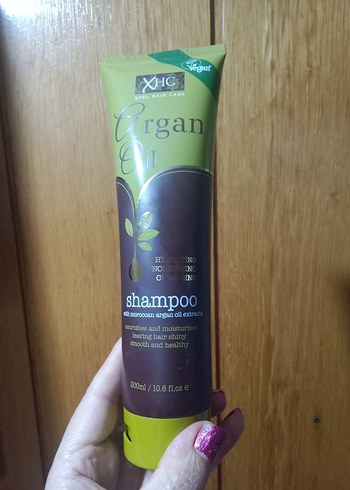 Vegan
XHC
XPEL HAIR CARE
Argan
Oil
HYDRATING
NOURISHING
CLEANSING
shampoo
with moroccan argan oil extracts
nourishes and moisturises
leaving hair shiny
smooth and healthy
300ml / 10.6 fl.oz e